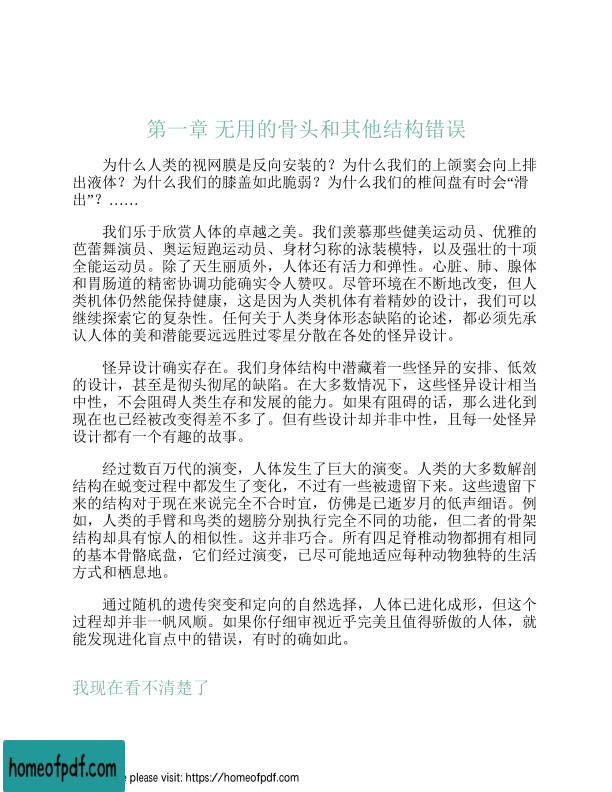 第一章 无用的骨头和其他结构错误
为什么人类的视网膜是反向安装的？为什么我们的上颌窦会向上排
出液体？为什么我们的膝盖如此脆弱？为什么我们的椎间盘有时会“滑
出”？……
我们乐于欣赏人体的卓越之美。我们羡慕那些健美运动员、优雅的
芭蕾舞演员、奥运短跑运动员、身材匀称的泳装模特，以及强壮的十项
全能运动员。除了天生丽质外，人体还有活力和弹性。心脏、肺、腺体
和胃肠道的精密协调功能确实令人赞叹。尽管环境在不断地改变，但人
类机体仍然能保持健康，这是因为人类机体有着精妙的设计，我们可以
继续探索它的复杂性。任何关于人类身体形态缺陷的论述，都必须先承
认人体的美和潜能要远远胜过零星分散在各处的怪异设计。
怪异设计确实存在。我们身体结构中潜藏着一些怪异的安排、低效
的设计，甚至是彻头彻尾的缺陷。在大多数情况下，这些怪异设计相当
中性，不会阻碍人类生存和发展的能力。如果有阻碍的话，那么进化到
现在也已经被改变得差不多了。但有些设计却并非中性，且每一处怪异
设计都有一个有趣的故事。
经过数百万代的演变，人体发生了巨大的演变。人类的大多数解剖
结构在蜕变过程中都发生了变化，不过有一些被遗留下来。这些遗留下
来的结构对于现在来说完全不合时宜，仿佛是已逝岁月的低声细语。例
如，人类的手臂和鸟类的翅膀分别执行完全不同的功能，但二者的骨架
结构却具有惊人的相似性。这并非巧合。所有四足脊椎动物都拥有相同
的基本骨骼底盘，它们经过演变，已尽可能地适应每种动物独特的生活
方式和栖息地。
通过随机的遗传突变和定向的自然选择，人体已进化成形，但这个
过程却并非一帆风顺。如果你仔细审视近乎完美且值得骄傲的人体，就
能发现进化盲点中的错误，有时的确如此。
我现在看不清楚了
homeofpdf.com
e please visit: https://homeofpdf.com